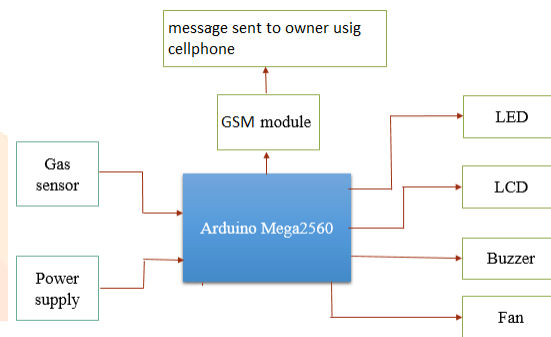 message sent to owner usig
cellphone
GSM module
LED
Gas
sensor
LCD
Arduino Mega2560
Buzzer
Power
supply
Fan